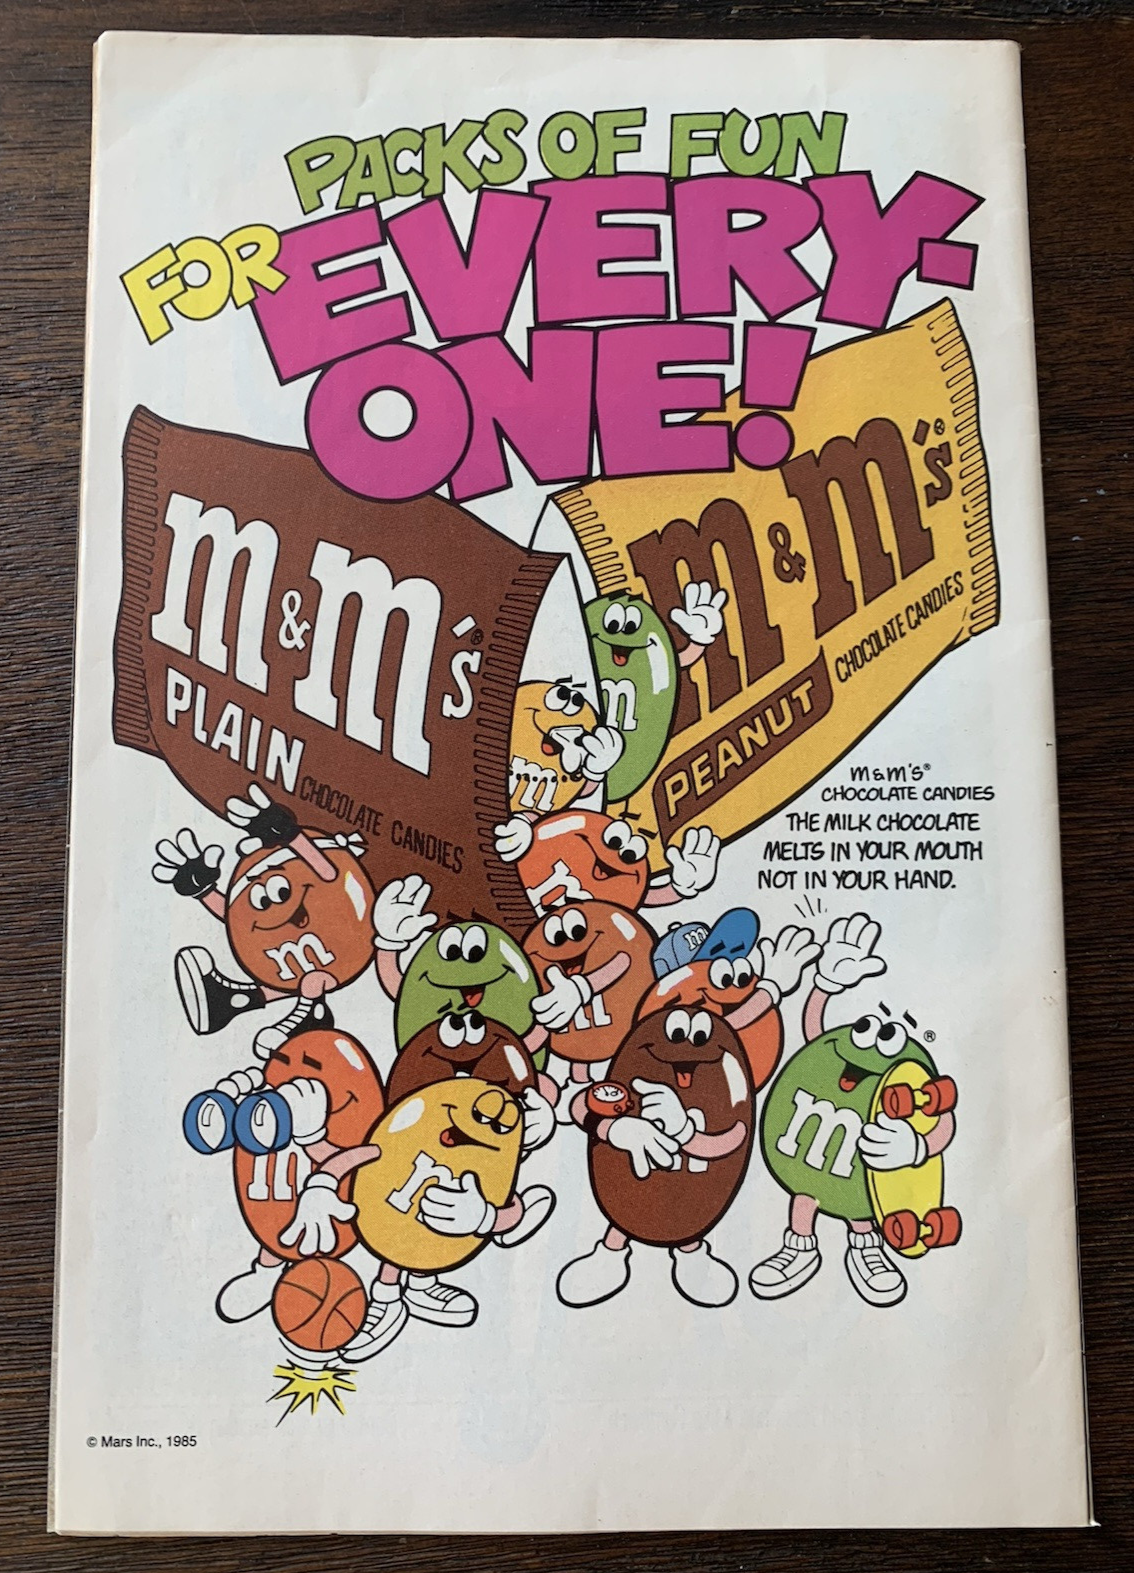 PACKS OF FUN
FOR EVERY-
ONE!
m&m's®
PLAIN
CHOCOLATE CANDIES
m&m's®
PEANUT
CHOCOLATE CANDIES
m
m
m
m
m
m
m
m
m
m
M&M'S®
CHOCOLATE CANDIES
THE MILK CHOCOLATE
MELTS IN YOUR MOUTH
NOT IN YOUR HAND.
®
© Mars Inc., 1985